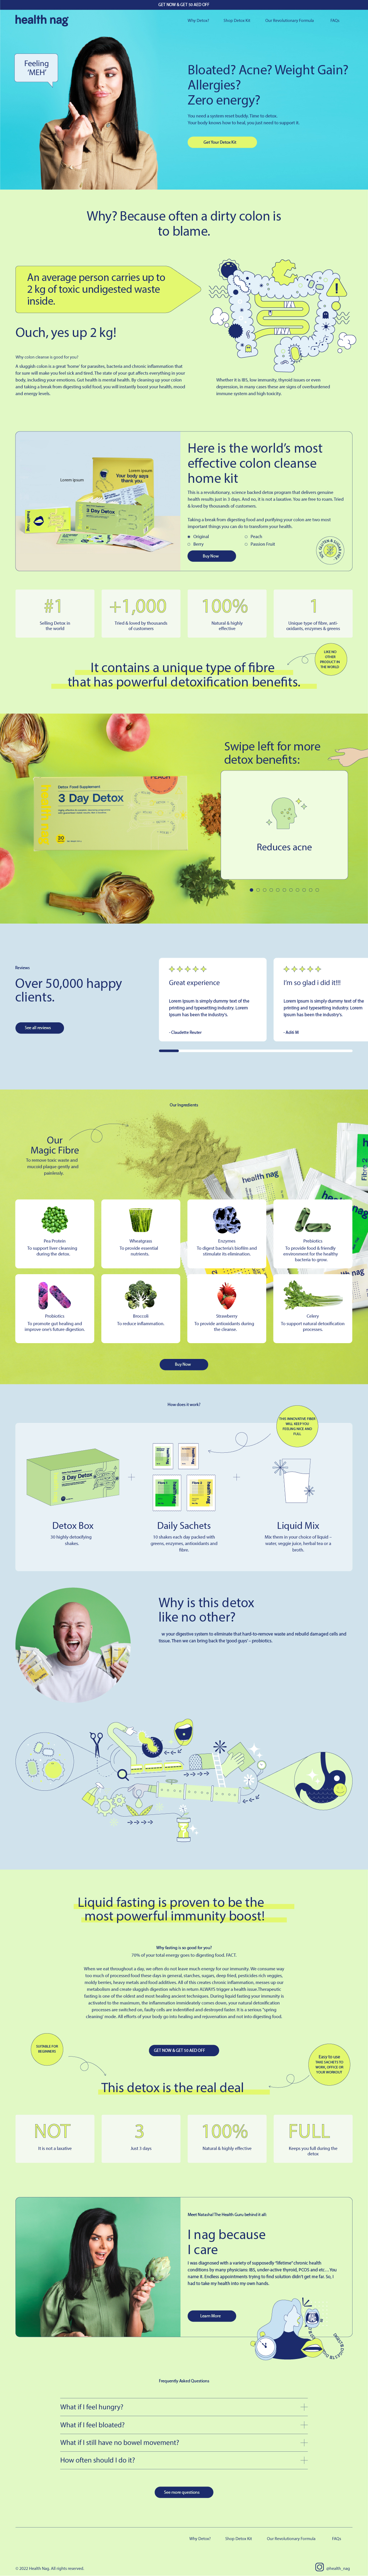 GET NOW & GET 50 AED OFF
health nag
Why Detox? Shop Detox Kit Our Revolutionary Formula FAQs
Feeling
'MEH'
Bloated? Acne? Weight Gain?
Allergies?
Zero energy?
You need a system reset buddy. Time to detox.
Your body knows how to heal, you just need to support it.
Get Your Detox Kit
Why? Because often a dirty colon is
to blame.
An average person carries up to
2 kg of toxic undigested waste
inside.
Ouch, yes up 2 kg!
Why colon cleanse is good for you?
A sluggish colon is a great 'home' for parasites, bacteria and chronic inflammation that
for sure will make you feel sick and tired. The state of your gut affects everything in your
body, including your emotions. Get health is mental health. By cleaning up your colon
and taking a break from digesting solid food, you will instantly boost your health, mood
and energy levels.
Whether it is IBS, low immunity, thyroid issues or even
depression, in may cases these are signs of overburdened
immune system and high toxicity.
Lorem ipsum
Lorem ipsum
Your body says
thank you
3 Day Detox
Here is the world's most
effective colon cleanse
home kit
This is a revolutionary, science backed detox program that delivers genuine
health results just in 3 days. And no, it is not a laxative. You are free to roam. Tried
& loved by thousands of customers.
Taking a break from digesting food and purifying your colon are two most
important things you can do to transform your health.
Original
Peach
Berry
Passion Fruit
Buy Now
#1
Selling Detox in
the world
+1,000
Tried & loved by thousands
of customers
100%
Natural & highly
effective
1
Unique type of fibre, anti-
oxidants, enzymes & greens
LIKE NO
OTHER
PRODUCT IN
THE WORLD
It contains a unique type of fibre
that has powerful detoxification benefits.
Swipe left for more
detox benefits:
health nag
Detox Food Supplement
3 Day Detox
PEACH
30
Reduces acne
Reviews
Over 50,000 happy
clients.
See all reviews
Great experience
Lorem ipsum is simply dummy text of the
printing and typesetting industry. Lorem
Ipsum has been the industry's.
- Claudette Reuter
I'm so glad i did it!!!
Lorem ipsum is simply dummy text of the
printing and typesetting industry. Lorem
Ipsum has been the industry's.
- Aditi W
Our Ingredients
Our
Magic Fibre
To remove toxic waste and
mucoid plaque gently and
painlessly.
health nag
Pea Protein
To support liver cleansing
during the detox.
Wheatgrass
To provide essential
nutrients.
Enzymes
To digest bacteria's biofilm and
stimulate its elimination.
Prebiotics
To provide food & friendly
environment for the healthy
bacteria to grow.
Probiotics
To promote gut healing and
improve one's future digestion.
Broccoli
To reduce inflammation.
Strawberry
To provide antioxidants during
the cleanse.
Celery
To support natural detoxification
processes.
Buy Now
How does it work?
THIS INNOVATIVE FIBER
WILL KEEP YOU
FEELING NICE AND
FULL
3 Day Detox
Detox Box
30 highly detoxifying
shakes.
Daily Sachets
10 shakes each day packed with
greens, enzymes, antioxidants and
fibre.
Liquid Mix
Mix them in your choice of liquid –
water, veggie juice, herbal tea or a
broth.
Why is this detox
like no other?
w your digestive system to eliminate that hard-to-remove waste and rebuild damaged cells and
tissue. Then we can bring back the 'good guys' – probiotics.
Liquid fasting is proven to be the
most powerful immunity boost!
Why fasting is so good for you?
70% of your total energy goes to digesting food. FACT.
When we eat throughout a day, we often do not leave much energy for our immunity. We consume way
too much of processed food these days in general, starches, sugars, deep fried, pesticides rich veggies,
moldy berries, heavy metals and food additives. All of this creates chronic inflammation, messes up our
metabolism and create sluggish digestion which in return ALWAYS trigger a health issue.Therapeutic
fasting is one of the oldest and most healing ancient techniques. During liquid fasting your immunity is
activated to the maximum, the inflammation tremindeslely comes down, your natural detoxification
processes are switched on, faulty cells are indetified and destroyed faster. It is a serious "spring
cleaning' mode. All efforts of your body go into healing and repair and not into digesting food.
SUITABLE FOR
BEGINNERS
GET NOW & GET 50 AED OFF
Easy to use
TAKE SACHETS TO
WORK, OFFICE OR
YOUR WORKOUT
This detox is the real deal
NOT
It is not a laxative
3
Just 3 days
100%
Natural & highly effective
FULL
Keeps you full during the
detox
Meet Natasha! The Health Guru behind it all:
I nag because
I care
I was diagnosed with a variety of supposedly "lifetime" chronic health
conditions by many physicians: IBS, under-active thyroid, PCOS and etc… You
name it. Endless appointments trying to find solution didn't get me far. So, I
had to take my health into my own hands.
Learn More
Frequently Asked Questions
What if I feel hungry?
What if I feel bloated?
What if I still have no bowel movement?
How often should I do it?
See more questions
Why Detox? Shop Detox Kit Our Revolutionary Formula FAQs
© 2022 Health Nag. All rights reserved.
@health_nag